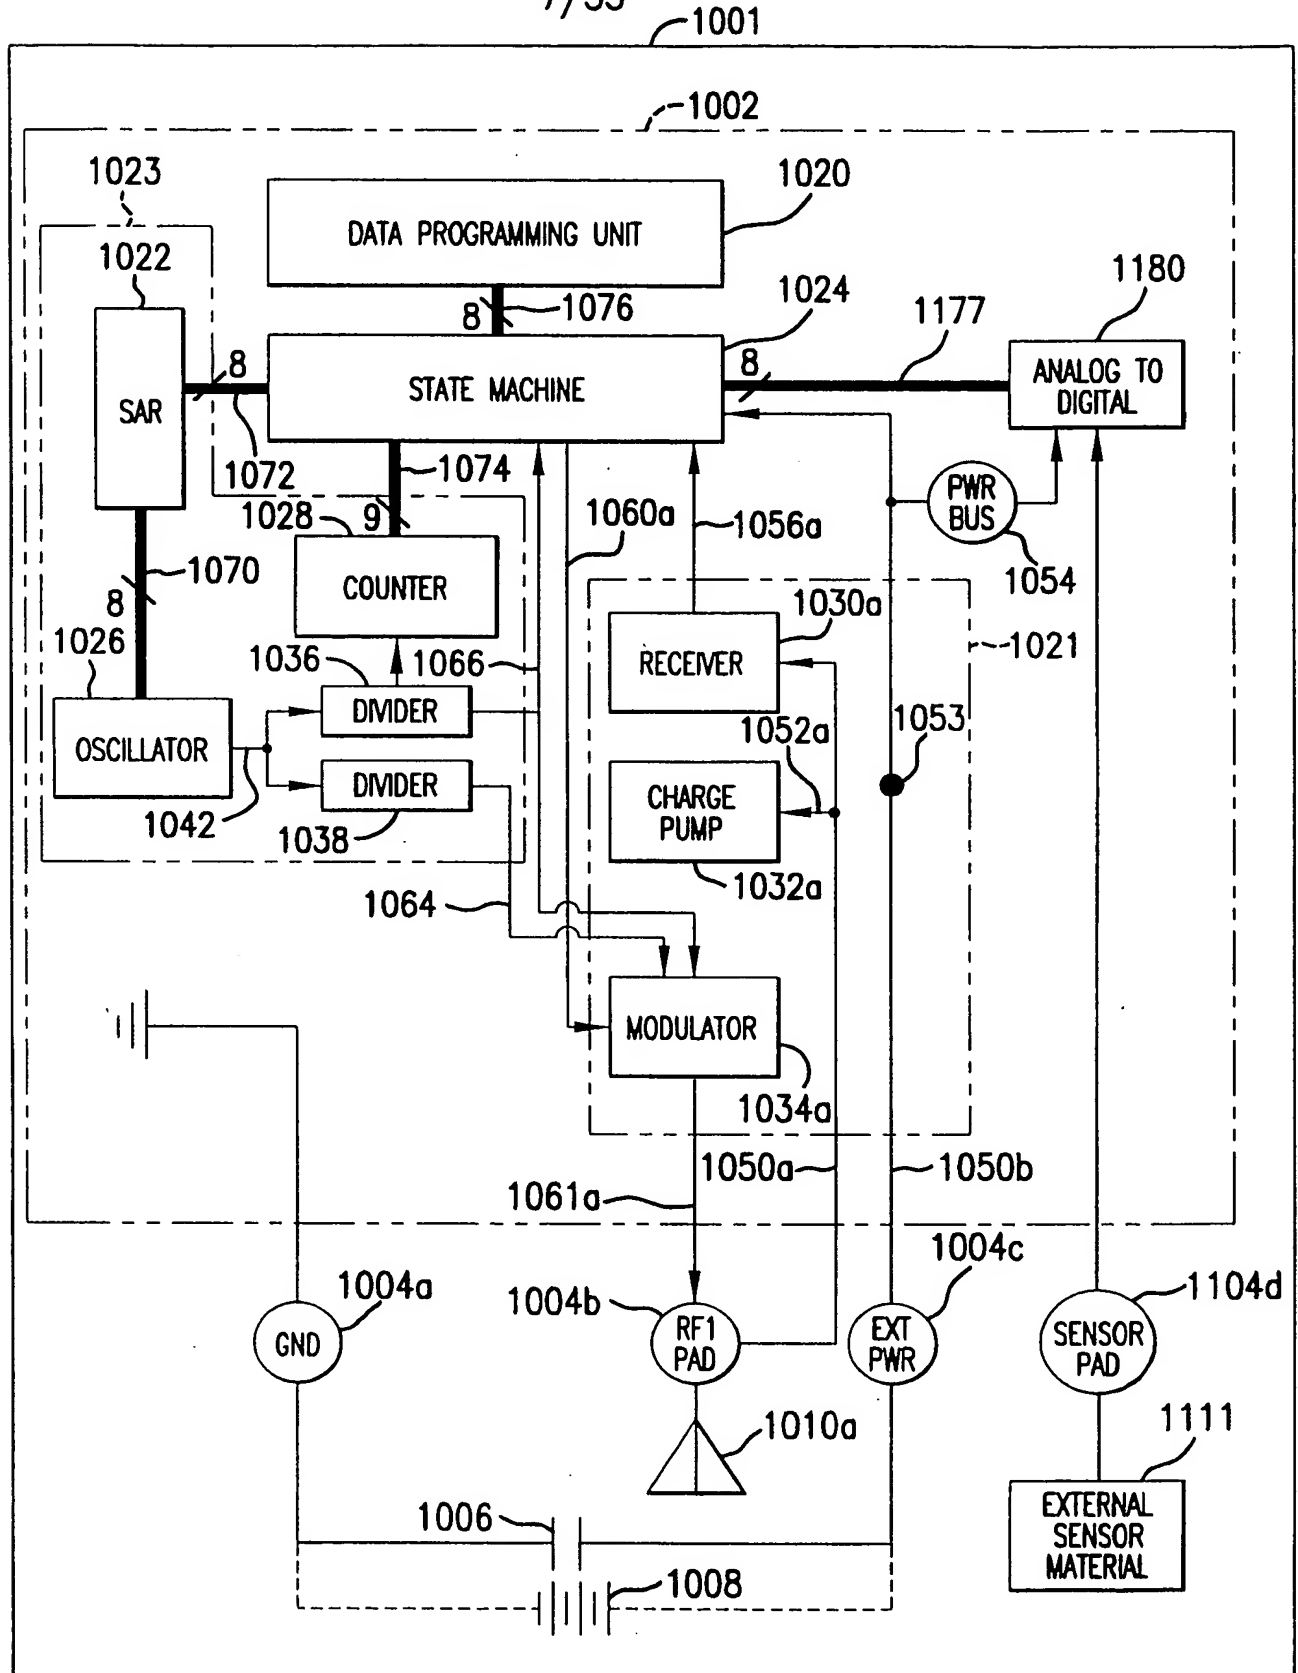 1001
1002
1023
1020
DATA PROGRAMMING UNIT
1022
8
1076
1024
1177
1180
SAR
8
STATE MACHINE
8
ANALOG TO
DIGITAL
1072
1074
1028
9
1060a
1056a
PWR
BUS
1054
1070
8
COUNTER
1026
1036
1066
1030a
RECEIVER
1021
OSCILLATOR
DIVIDER
1052a
1053
DIVIDER
CHARGE
PUMP
1042
1038
1032a
1064
MODULATOR
1034a
1050a
1050b
1061a
1004a
1004b
1004c
1104d
GND
RF1
PAD
EXT
PWR
SENSOR
PAD
1010a
1111
1006
EXTERNAL
SENSOR
MATERIAL
1008